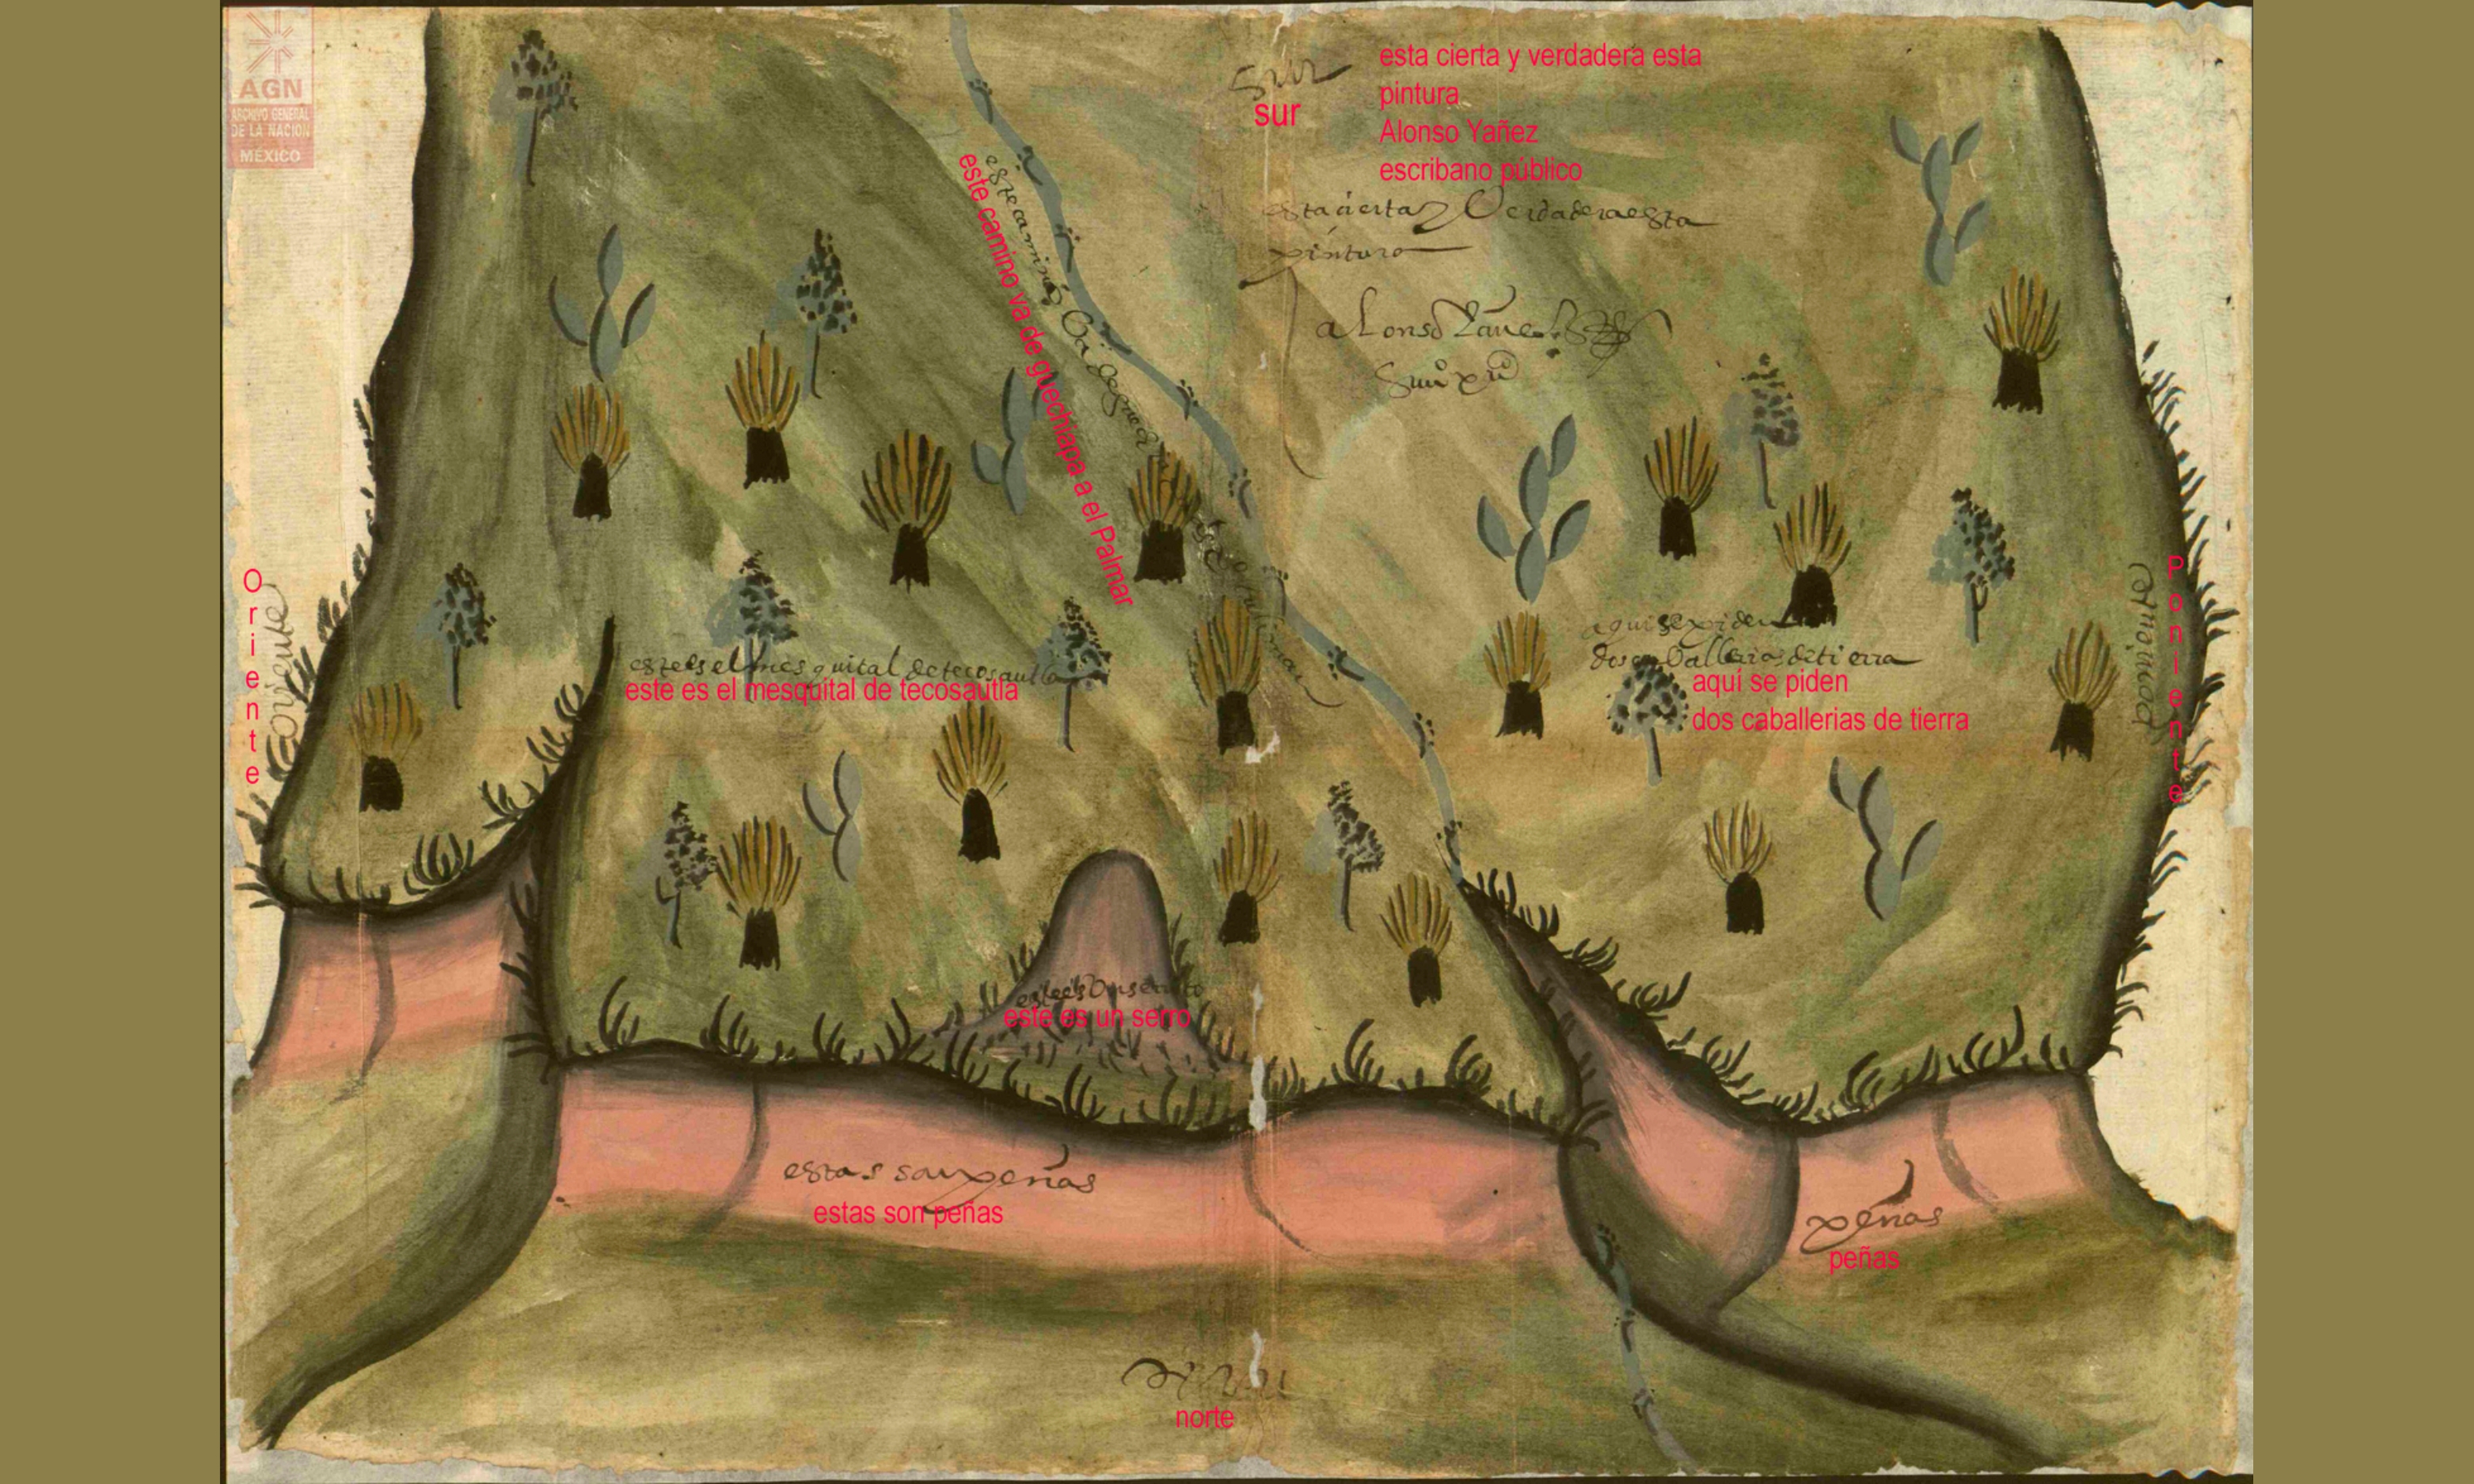 AGN
ARCHIVO GENERAL
DE LA NACION
MÉXICO
sur
sur
esta cierta y verdadera esta
pintura
Alonso Yañez
escribano público
esta cierta y Verdadera esta
pintura
alonso Yañez
este camino va de guechiapa a el Palmar
este camino Va de guechiapa
a el palmar
Oriente
oriente
Poniente
poniente
este es el mesquital de tecosautla
este es el mesquital de tecosautla
aqui se piden
dos caVallerias de tierra
aquí se piden
dos caballerias de tierra
este es Un serrito
este es un serro
estas son peñas
estas son peñas
peñas
peñas
norte